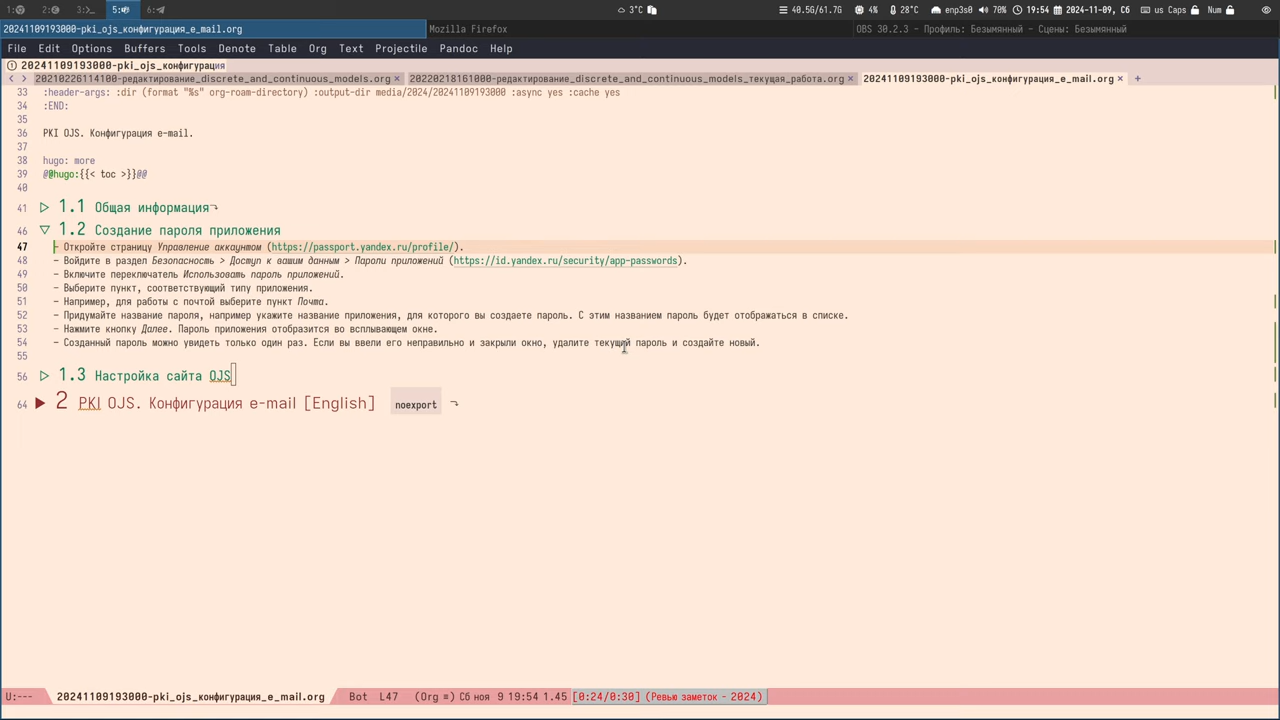 1: 2: 3: 5: 6: 3°C 40.5G/61.7G 4% 28°C enp3s0 70% 19:54 2024-11-09, Сб us Caps Num
20241109193000-pki_ojs_конфигурация_e_mail.org Mozilla Firefox OBS 30.2.3 - Профиль: Безымянный - Сцены: Безымянный
File Edit Options Buffers Tools Denote Table Org Text Projectile Pandoc Help
20241109193000-pki_ojs_конфигурация
20210226114100-редактирование_discrete_and_continuous_models.org × 20220218161000-редактирование_discrete_and_continuous_models_текущая_работа.org × 20241109193000-pki_ojs_конфигурация_e_mail.org × +
33 :header-args: :dir (format "%s" org-roam-directory) :output-dir media/2024/20241109193000 :async yes :cache yes
34 :END:
35
36 PKI OJS. Конфигурация e-mail.
37
38 hugo: more
39 @@hugo:{{< toc >}}@@
40
41 ▷ 1.1 Общая информация
46 ▽ 1.2 Создание пароля приложения
47 – Откройте страницу Управление аккаунтом (https://passport.yandex.ru/profile/).
48 – Войдите в раздел Безопасность > Доступ к вашим данным > Пароли приложений (https://id.yandex.ru/security/app-passwords).
49 – Включите переключатель Использовать пароль приложений.
50 – Выберите пункт, соответствующий типу приложения.
51 – Например, для работы с почтой выберите пункт Почта.
52 – Придумайте название пароля, например укажите название приложения, для которого вы создаете пароль. С этим названием пароль будет отображаться в списке.
53 – Нажмите кнопку Далее. Пароль приложения отобразится во всплывающем окне.
54 – Созданный пароль можно увидеть только один раз. Если вы ввели его неправильно и закрыли окно, удалите текущий пароль и создайте новый.
55
56 ▷ 1.3 Настройка сайта OJS
64 ▶ 2 PKI OJS. Конфигурация e-mail [English] noexport
U:--- 20241109193000-pki_ojs_конфигурация_e_mail.org Bot L47 (Org ≡) Сб ноя 9 19:54 1.45 [0:24/0:30] (Ревью заметок - 2024)